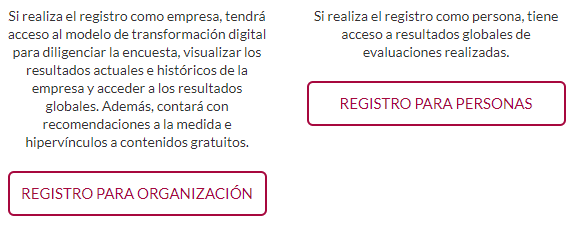 Si realiza el registro como empresa, tendrá
acceso al modelo de transformación digital
para diligenciar la encuesta, visualizar los
resultados actuales e históricos de la
empresa y acceder a los resultados
globales. Además, contará con
recomendaciones a la medida e
hipervínculos a contenidos gratuitos.
REGISTRO PARA ORGANIZACIÓN
Si realiza el registro como persona, tiene
acceso a resultados globales de
evaluaciones realizadas.
REGISTRO PARA PERSONAS